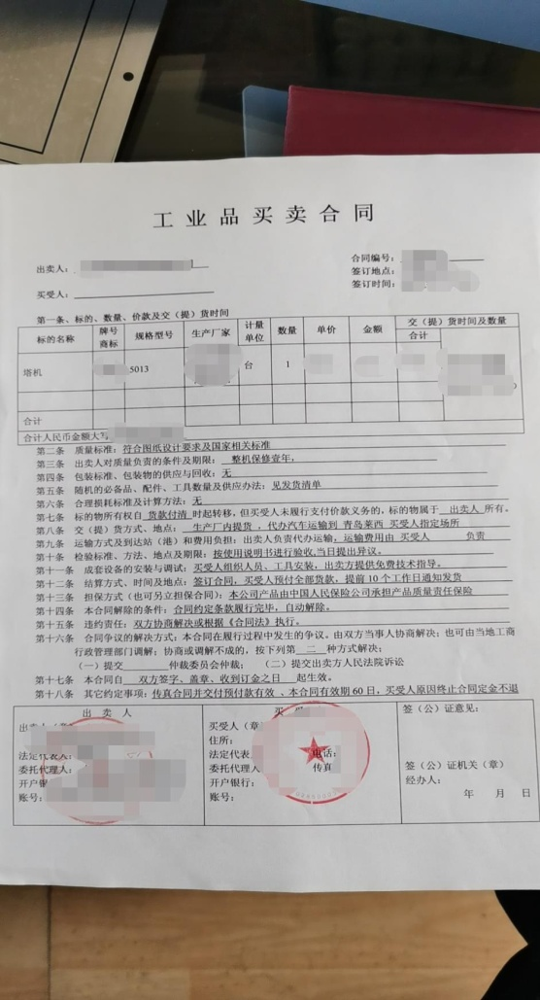 工业品买卖合同
出卖人：
合同编号：
签订地点：
买受人：
签订时间：
第一条、标的、数量、价款及交（提）货时间
标的名称 牌号商标 规格型号 生产厂家 计量单位 数量 单价 金额 交（提）货时间及数量
合计
塔机 5013 台 1
合计
合计人民币金额大写
第二条 质量标准：符合图纸设计要求及国家相关标准
第三条 出卖人对质量负责的条件及期限：整机保修壹年，
第四条 包装标准、包装物的供应与回收：无
第五条 随机的必备品、配件、工具数量及供应办法：见发货清单
第六条 合理损耗标准及计算方法：无
第七条 标的物所有权自 货款付清 时起转移，但买受人未履行支付价款义务的，标的物属于 出卖人 所有。
第八条 交（提）货方式、地点：生产厂内提货，代办汽车运输到 青岛莱西 买受人指定场所
第九条 运输方式及到达站（港）和费用负担：出卖人负责代办运输，运输费用由 买受人 负责
第十条 检验标准、方法、地点及期限：按使用说明书进行验收,当日提出异议。
第十一条 成套设备的安装与调试：买受人组织人员、工具安装，出卖方提供免费技术指导。
第十二条 结算方式、时间及地点：签订合同，买受人预付全部货款，提前10个工作日通知发货
第十三条 担保方式(也可另立担保合同)：本公司产品由中国人民保险公司承担产品质量责任保险
第十四条 本合同解除的条件：合同约定条款履行完毕，自动解除。
第十五条 违约责任：双方协商解决或根据《合同法》执行。
第十六条 合同争议的解决方式：本合同在履行过程中发生的争议。由双方当事人协商解决；也可由当地工商
行政管理部门调解；协商或调解不成的，按下列第 二 种方式解决；
（一）提交 仲裁委员会仲裁； （二）提交出卖方人民法院诉讼
第十七条 本合同自 双方签字、盖章、收到订金之日 起生效。
第十八条 其它约定事项：传真合同并交付预付款有效 、本合同有效期60日，买受人原因终止合同定金不退
出 卖 人
法定代表人：
委托代理人：
开户银
账号：
买受人（章
住所：
法定代表 电话：
委托代理人 传真
开户银行：
账号：
签（公）证意见：
签（公）证机关（章）
经办人：
年 月 日